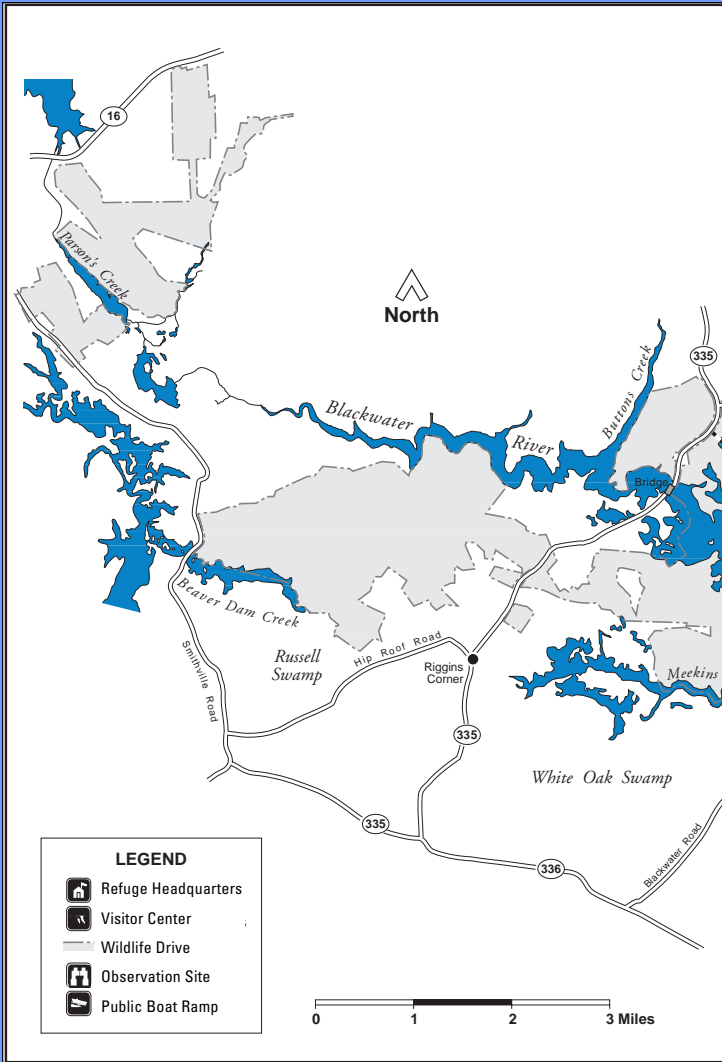 16
Parson's Creek
North
335
Buttons Creek
Blackwater
River
Bridge
Beaver Dam Creek
Smithville Road
Hip Roof Road
Russell
Swamp
Riggins
Corner
Meekins
335
White Oak Swamp
335
336
Blackwater Road
LEGEND
Refuge Headquarters
Visitor Center
Wildlife Drive
Observation Site
Public Boat Ramp
0 1 2 3 Miles